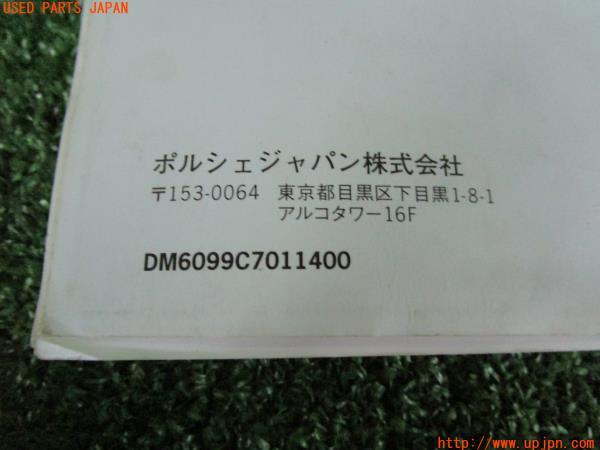 USED PARTS JAPAN
ポルシェジャパン株式会社
〒153-0064 東京都目黒区下目黒1-8-1
アルコタワー16F
DM6099C7011400
http://www.upjpn.com/